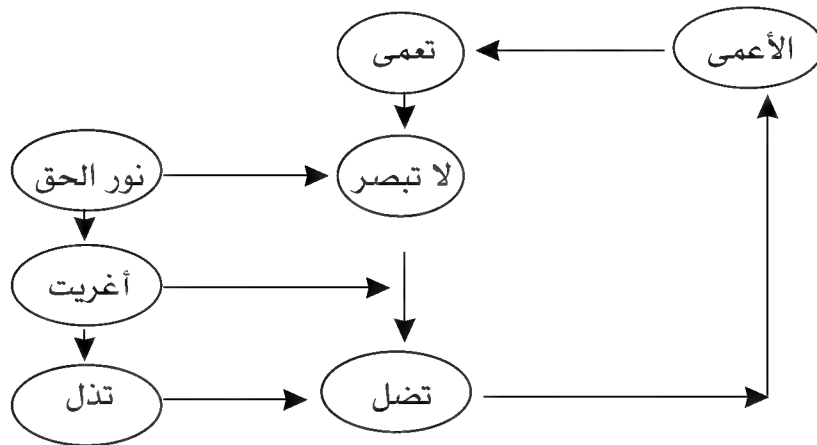 الأعمى
تعمى
لا تبصر
نور الحق
أغريت
تضل
تذل